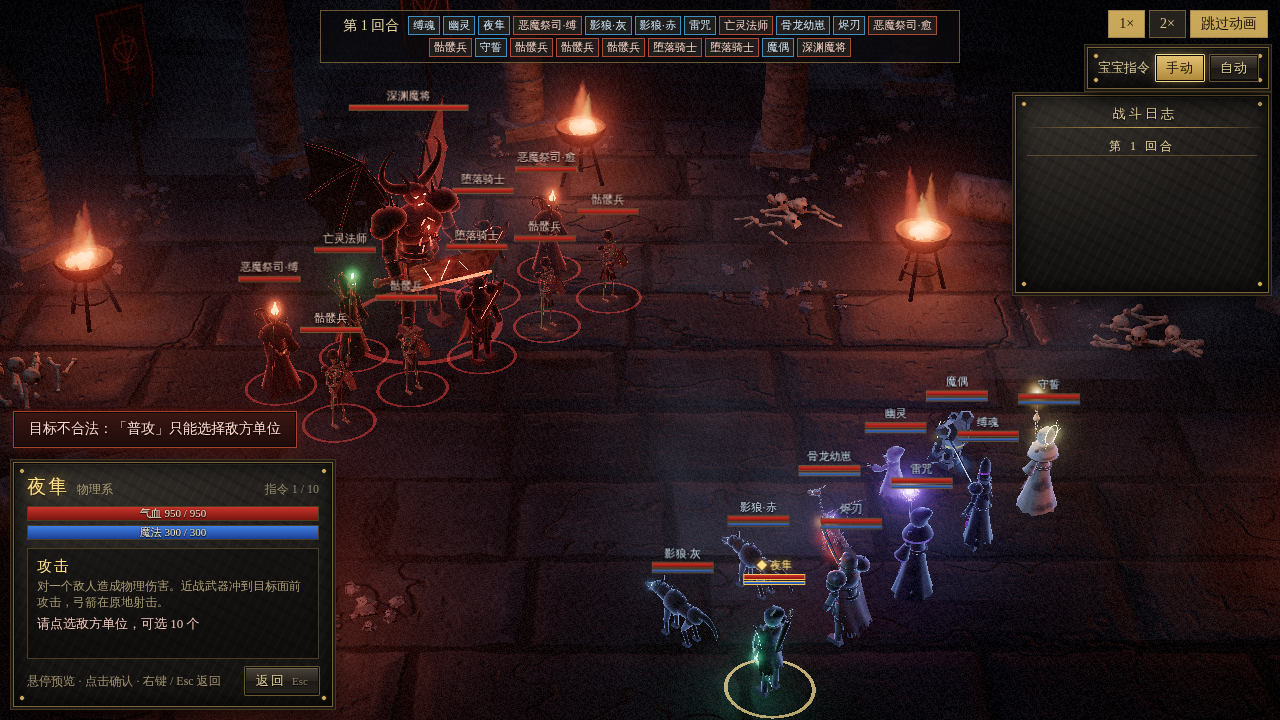 第 1 回合 缚魂 幽灵 夜隼 恶魔祭司·缚 影狼·灰 影狼·赤 雷咒 亡灵法师 骨龙幼崽 烬刃 恶魔祭司·愈
骷髅兵 守誓 骷髅兵 骷髅兵 骷髅兵 堕落骑士 堕落骑士 魔偶 深渊魔将
1× 2× 跳过动画
宝宝指令 手动 自动
战斗日志
第 1 回合
深渊魔将
恶魔祭司·愈
堕落骑士
骷髅兵
骷髅兵
堕落骑士
亡灵法师
恶魔祭司·缚
骷髅兵
骷髅兵
魔偶
守誓
幽灵
缚魂
骨龙幼崽
雷咒
影狼·赤
烬刃
影狼·灰
夜隼
目标不合法：「普攻」只能选择敌方单位
夜隼 物理系 指令 1 / 10
气血 950 / 950
魔法 300 / 300
攻击
对一个敌人造成物理伤害。近战武器冲到目标面前
攻击，弓箭在原地射击。
请点选敌方单位，可选 10 个
悬停预览 · 点击确认 · 右键 / Esc 返回
返回 Esc